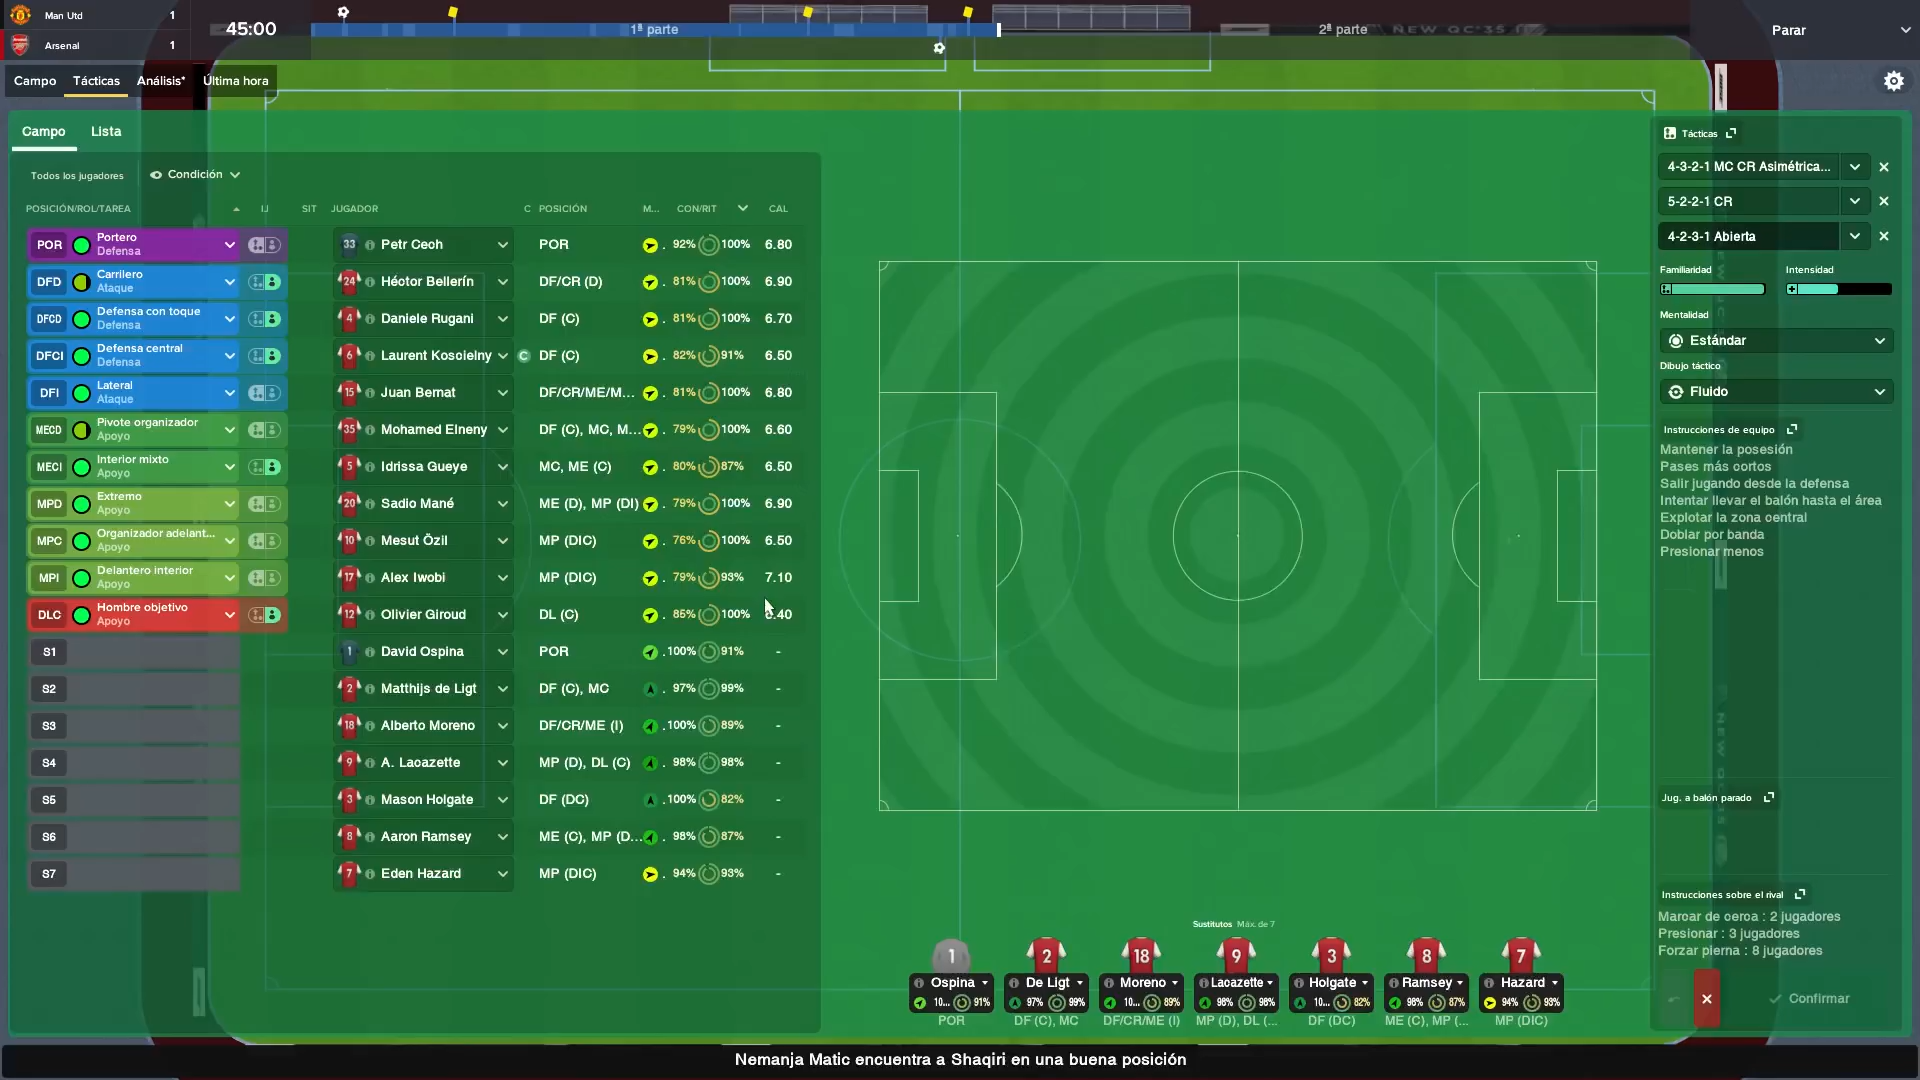 Man Utd 1
Arsenal 1
45:00
1ª parte
2ª parte
NEW GC'35
Parar
Campo Tácticas Análisis* Última hora
Campo Lista
Todos los jugadores Condición
POSICIÓN/ROL/TAREA IJ SIT JUGADOR C POSICIÓN M... CON/RIT CAL
POR Portero Defensa 33 Petr Cech POR 92% 100% 6.80
DFD Carrilero Ataque 24 Héctor Bellerín DF/CR (D) 81% 100% 6.90
DFCD Defensa con toque Defensa 4 Daniele Rugani DF (C) 81% 100% 6.70
DFCI Defensa central Defensa 6 Laurent Koscielny C DF (C) 82% 91% 6.50
DFI Lateral Ataque 15 Juan Bernat DF/CR/ME/M... 81% 100% 6.80
MECD Pivote organizador Apoyo 35 Mohamed Elneny DF (C), MC, M... 79% 100% 6.60
MECI Interior mixto Apoyo 5 Idrissa Gueye MC, ME (C) 80% 87% 6.50
MPD Extremo Apoyo 20 Sadio Mané ME (D), MP (DI) 79% 100% 6.90
MPC Organizador adelant... Apoyo 10 Mesut Özil MP (DIC) 76% 100% 6.50
MPI Delantero interior Apoyo 17 Alex Iwobi MP (DIC) 79% 93% 7.10
DLC Hombre objetivo Apoyo 12 Olivier Giroud DL (C) 85% 100% .40
S1 1 David Ospina POR 100% 91% -
S2 2 Matthijs de Ligt DF (C), MC 97% 99% -
S3 18 Alberto Moreno DF/CR/ME (I) 100% 89% -
S4 9 A. Lacazette MP (D), DL (C) 98% 98% -
S5 3 Mason Holgate DF (DC) 100% 82% -
S6 8 Aaron Ramsey ME (C), MP (D... 98% 87% -
S7 7 Eden Hazard MP (DIC) 94% 93% -
Tácticas
4-3-2-1 MC CR Asimétrica...
5-2-2-1 CR
4-2-3-1 Abierta
Familiaridad Intensidad
Mentalidad
Estándar
Dibujo táctico
Fluido
Instrucciones de equipo
Mantener la posesión
Pases más cortos
Salir jugando desde la defensa
Intentar llevar el balón hasta el área
Explotar la zona central
Doblar por banda
Presionar menos
Jug. a balón parado
Instrucciones sobre el rival
Marcar de cerca : 2 jugadores
Presionar : 3 jugadores
Forzar pierna : 8 jugadores
Confirmar
Sustitutos Máx. de 7
1 2 18 9 3 8 7
Ospina De Ligt Moreno Lacazette Holgate Ramsey Hazard
10... 91% 97% 99% 10... 89% 98% 98% 10... 82% 98% 87% 94% 93%
POR DF (C), MC DF/CR/ME (I) MP (D), DL (... DF (DC) ME (C), MP (... MP (DIC)
Nemanja Matic encuentra a Shaqiri en una buena posición